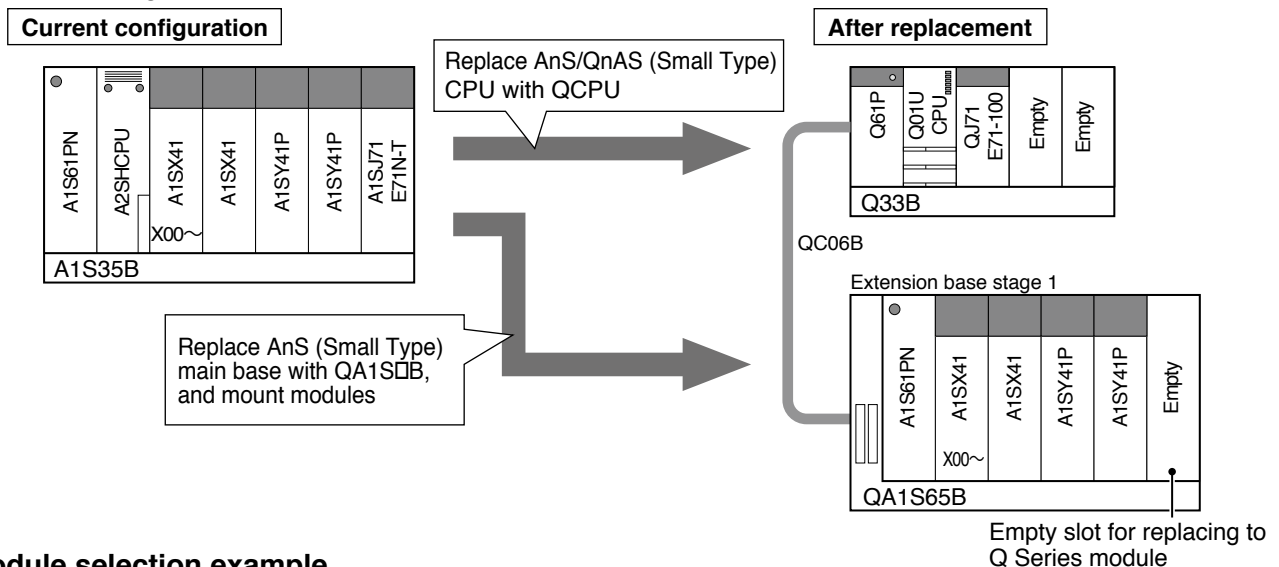 Current configuration
A1S61PN
A2SHCPU
A1SX41
X00～
A1SX41
A1SY41P
A1SY41P
A1SJ71
E71N-T
A1S35B
Replace AnS/QnAS (Small Type)
CPU with QCPU
Replace AnS (Small Type)
main base with QA1S□B,
and mount modules
After replacement
Q61P
Q01U
CPU
QJ71
E71-100
Empty
Empty
Q33B
QC06B
Extension base stage 1
A1S61PN
A1SX41
X00～
A1SX41
A1SY41P
A1SY41P
Empty
QA1S65B
Empty slot for replacing to
Q Series module
odule selection example